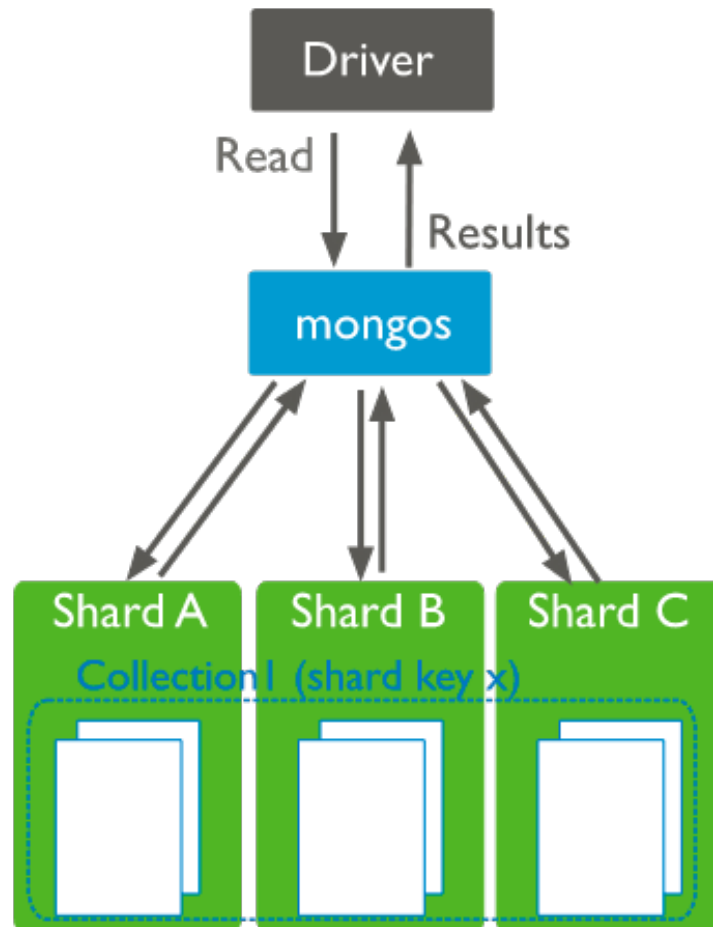 Driver
Read
Results
mongos
Shard A
Shard B
Shard C
Collection1 (shard key x)